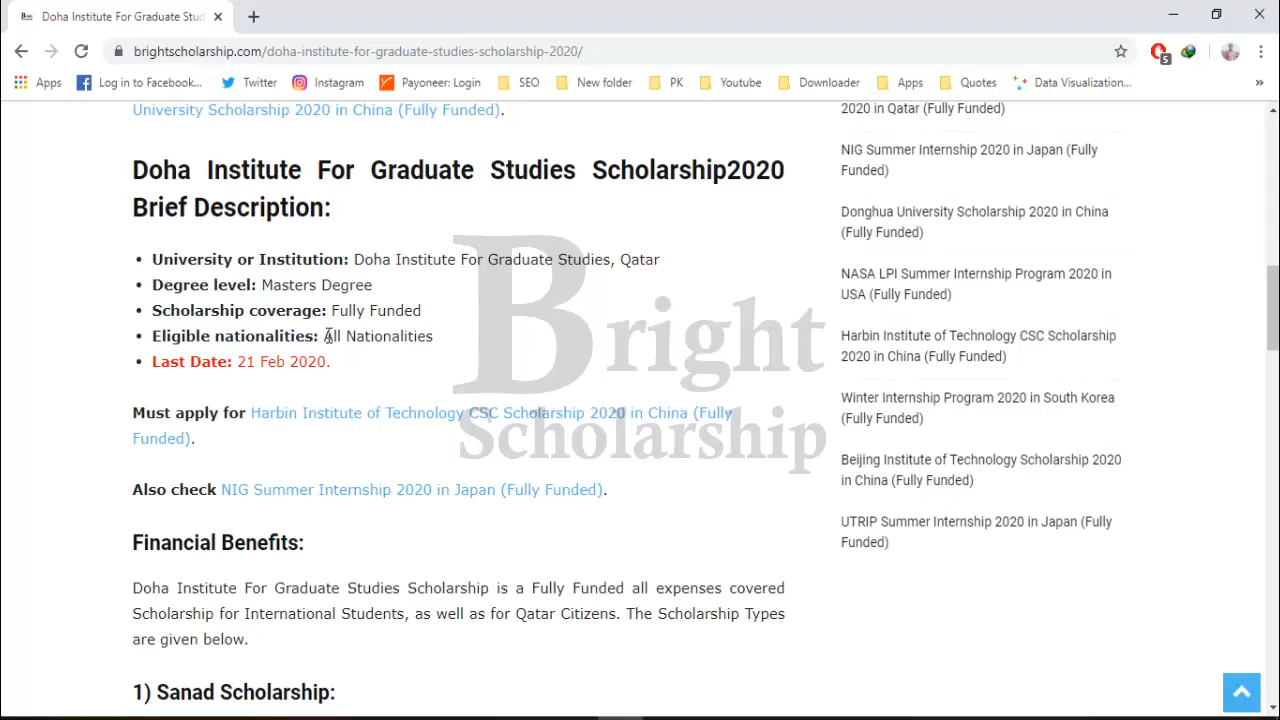 Doha Institute For Graduate Stud
brightscholarship.com/doha-institute-for-graduate-studies-scholarship-2020/
5
Apps
Log in to Facebook...
Twitter
Instagram
Payoneer: Login
SEO
New folder
PK
Youtube
Downloader
Apps
Quotes
Data Visualization...
»
University Scholarship 2020 in China (Fully Funded).
Doha Institute For Graduate Studies Scholarship2020
Brief Description:
• University or Institution: Doha Institute For Graduate Studies, Qatar
• Degree level: Masters Degree
• Scholarship coverage: Fully Funded
• Eligible nationalities: All Nationalities
• Last Date: 21 Feb 2020.
Must apply for Harbin Institute of Technology CSC Scholarship 2020 in China (Fully
Funded).
Also check NIG Summer Internship 2020 in Japan (Fully Funded).
Financial Benefits:
Doha Institute For Graduate Studies Scholarship is a Fully Funded all expenses covered
Scholarship for International Students, as well as for Qatar Citizens. The Scholarship Types
are given below.
1) Sanad Scholarship:
2020 in Qatar (Fully Funded)
NIG Summer Internship 2020 in Japan (Fully
Funded)
Donghua University Scholarship 2020 in China
(Fully Funded)
NASA LPI Summer Internship Program 2020 in
USA (Fully Funded)
Harbin Institute of Technology CSC Scholarship
2020 in China (Fully Funded)
Winter Internship Program 2020 in South Korea
(Fully Funded)
Beijing Institute of Technology Scholarship 2020
in China (Fully Funded)
UTRIP Summer Internship 2020 in Japan (Fully
Funded)
Bright
Scholarship